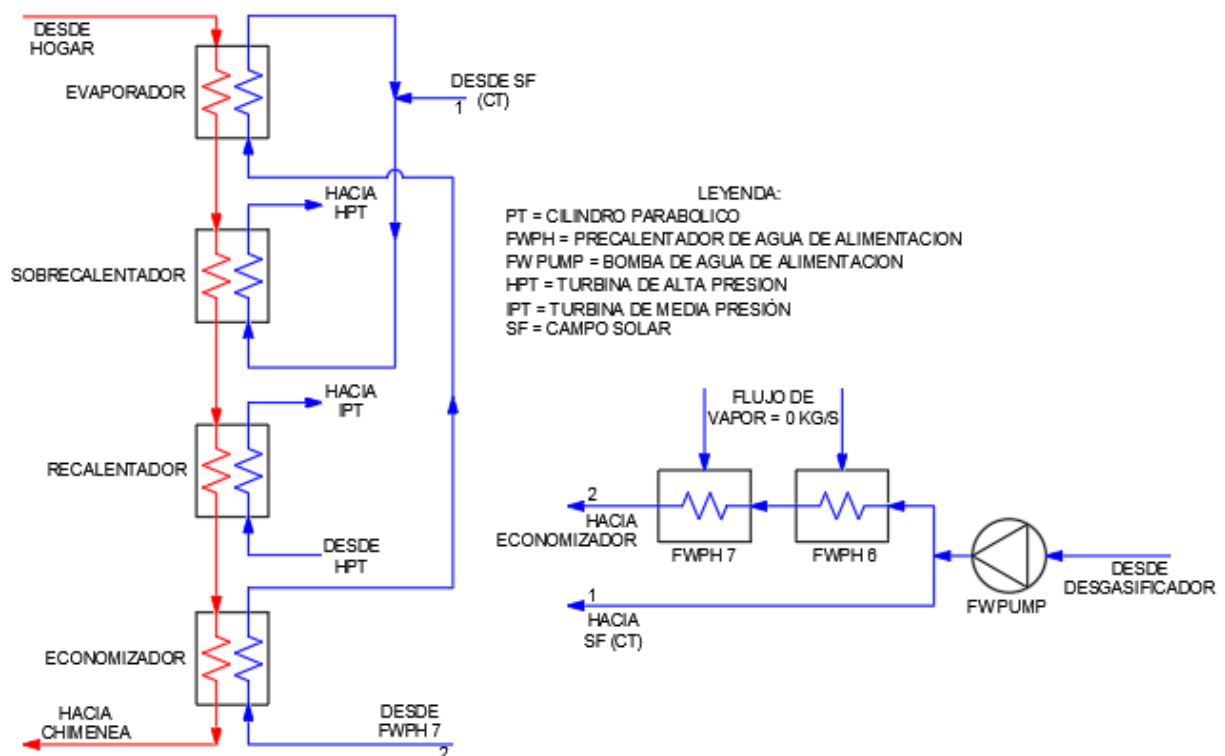 DESDE
HOGAR
EVAPORADOR
DESDE SF
(CT)
1
HACIA
HPT
SOBRECALENTADOR
HACIA
IPT
RECALENTADOR
DESDE
HPT
ECONOMIZADOR
HACIA
CHIMENEA
DESDE
FWPH 7
2
LEYENDA:
PT = CILINDRO PARABOLICO
FWPH = PRECALENTADOR DE AGUA DE ALIMENTACION
FW PUMP = BOMBA DE AGUA DE ALIMENTACION
HPT = TURBINA DE ALTA PRESION
IPT = TURBINA DE MEDIA PRESIÓN
SF = CAMPO SOLAR
FLUJO DE
VAPOR = 0 KG/S
2
HACIA
ECONOMIZADOR
FWPH 7
FWPH 6
1
HACIA
SF (CT)
FW PUMP
DESDE
DESGASIFICADOR